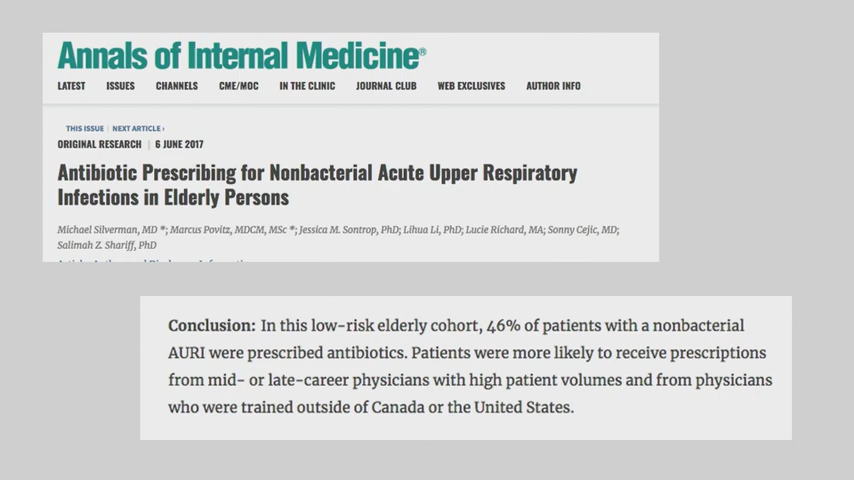 Annals of Internal Medicine®
LATEST ISSUES CHANNELS CME/MOC IN THE CLINIC JOURNAL CLUB WEB EXCLUSIVES AUTHOR INFO
THIS ISSUE | NEXT ARTICLE ›
ORIGINAL RESEARCH | 6 JUNE 2017
Antibiotic Prescribing for Nonbacterial Acute Upper Respiratory
Infections in Elderly Persons
Michael Silverman, MD *; Marcus Povitz, MDCM, MSc *; Jessica M. Sontrop, PhD; Lihua Li, PhD; Lucie Richard, MA; Sonny Cejic, MD;
Salimah Z. Shariff, PhD
Conclusion: In this low-risk elderly cohort, 46% of patients with a nonbacterial
AURI were prescribed antibiotics. Patients were more likely to receive prescriptions
from mid- or late-career physicians with high patient volumes and from physicians
who were trained outside of Canada or the United States.